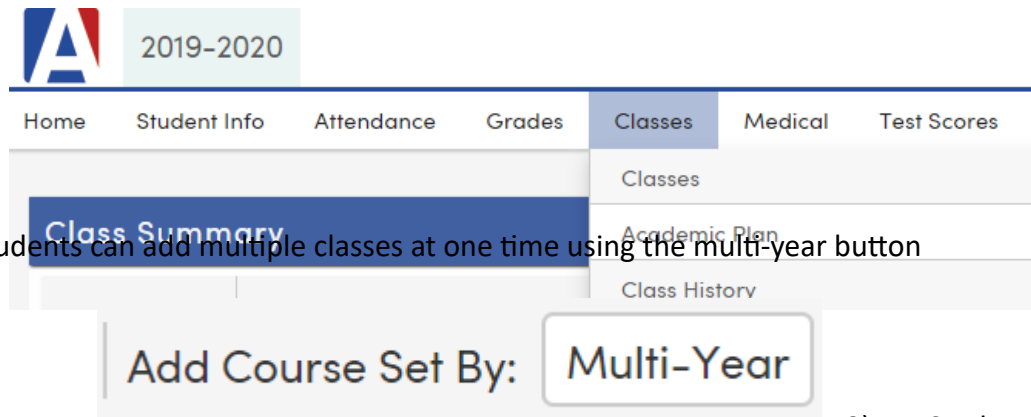 2019-2020
Home Student Info Attendance Grades Classes Medical Test Scores
Classes
Class Summary
Academic Plan
udents can add multiple classes at one time using the multi-year button
Class History
Add Course Set By: Multi-Year